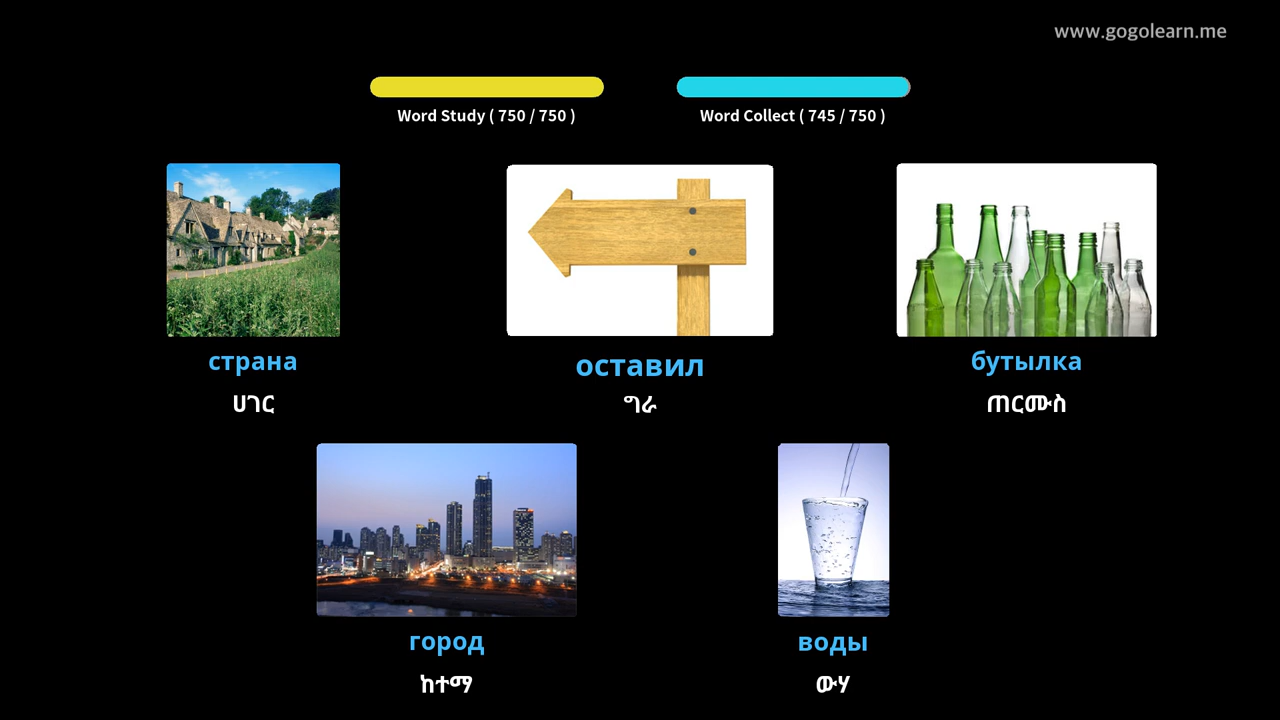 www.gogolearn.me
Word Study ( 750 / 750 )
Word Collect ( 745 / 750 )
страна
оставил
бутылка
ሀገር
ግራ
ጠርሙስ
город
воды
ከተማ
ውሃ